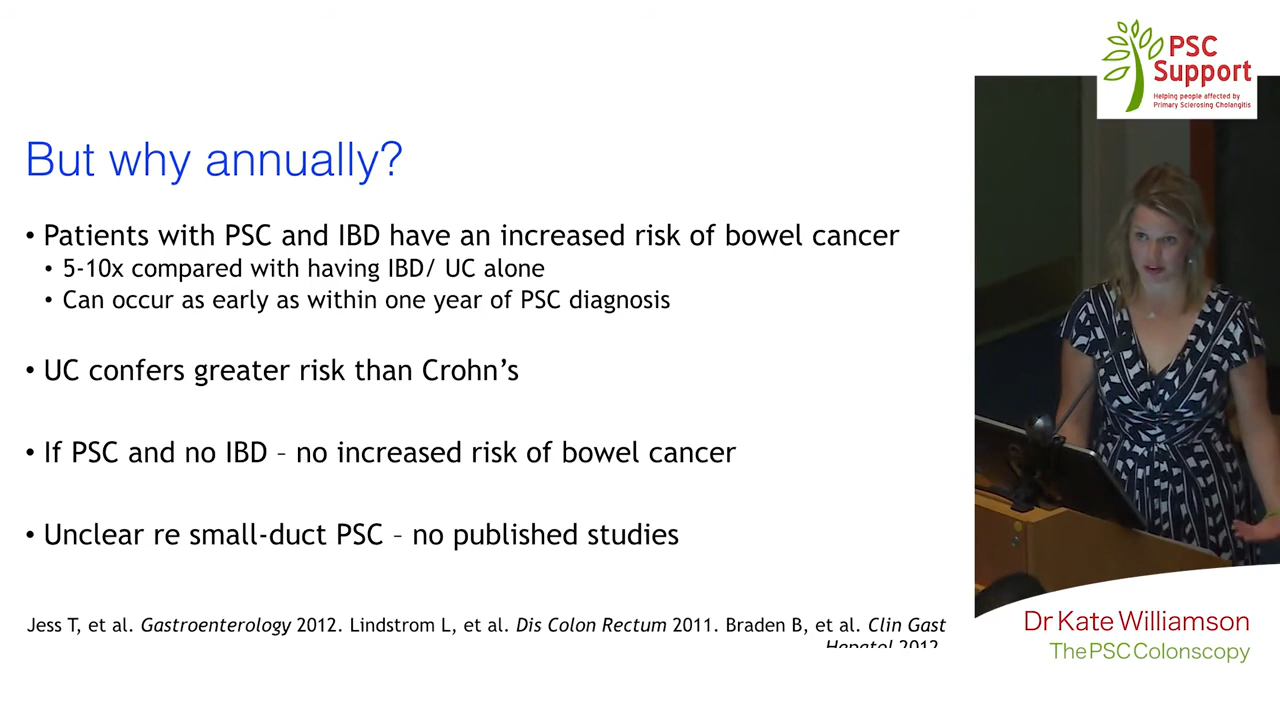 PSC
Support
Helping people affected by
Primary Sclerosing Cholangitis
But why annually?
• Patients with PSC and IBD have an increased risk of bowel cancer
• 5-10x compared with having IBD/ UC alone
• Can occur as early as within one year of PSC diagnosis
• UC confers greater risk than Crohn’s
• If PSC and no IBD – no increased risk of bowel cancer
• Unclear re small-duct PSC – no published studies
Jess T, et al. Gastroenterology 2012. Lindstrom L, et al. Dis Colon Rectum 2011. Braden B, et al. Clin Gast
Hepatol 2012.
Dr Kate Williamson
The PSC Colonscopy